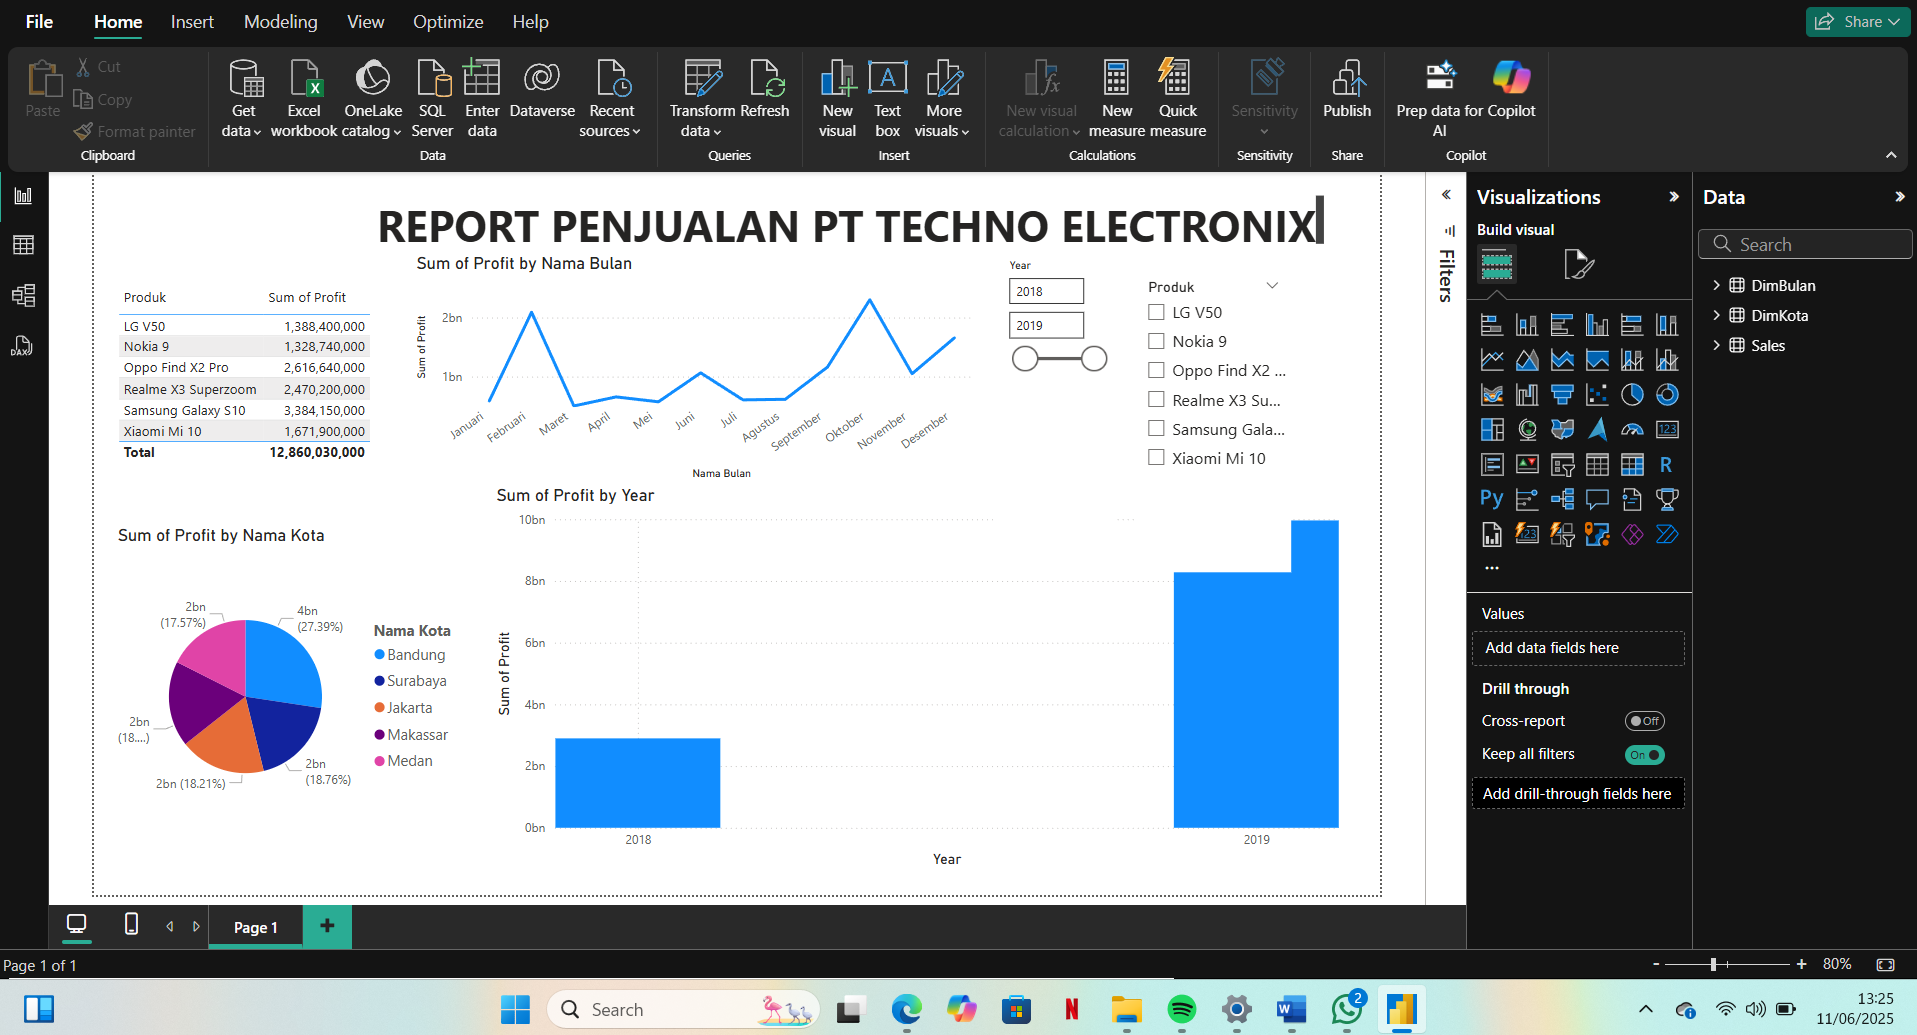 File
Home
Insert
Modeling
View
Optimize
Help
Share
Paste
Cut
Copy
Format painter
Clipboard
Get data
Excel workbook
OneLake catalog
SQL Server
Enter data
Dataverse
Recent sources
Data
Transform data
Refresh
Queries
New visual
Text box
More visuals
Insert
New visual calculation
New measure
Quick measure
Calculations
Sensitivity
Sensitivity
Publish
Share
Prep data for AI
Copilot
Copilot
DAX
REPORT PENJUALAN PT TECHNO ELECTRONIX
Produk Sum of Profit
LG V50 1,388,400,000
Nokia 9 1,328,740,000
Oppo Find X2 Pro 2,616,640,000
Realme X3 Superzoom 2,470,200,000
Samsung Galaxy S10 3,384,150,000
Xiaomi Mi 10 1,671,900,000
Total 12,860,030,000
Sum of Profit by Nama Bulan
Sum of Profit
2bn
1bn
Januari
Februari
Maret
April
Mei
Juni
Juli
Agustus
September
Oktober
November
Desember
Nama Bulan
Year
2018
2019
Produk
LG V50
Nokia 9
Oppo Find X2 ...
Realme X3 Su...
Samsung Gala...
Xiaomi Mi 10
Sum of Profit by Nama Kota
2bn
(17.57%)
4bn
(27.39%)
2bn
(18....)
2bn (18.21%)
2bn
(18.76%)
Nama Kota
Bandung
Surabaya
Jakarta
Makassar
Medan
Sum of Profit by Year
Sum of Profit
10bn
8bn
6bn
4bn
2bn
0bn
2018
2019
Year
Filters
Visualizations
Build visual
123
R
Py
123
...
Values
Add data fields here
Drill through
Cross-report
Off
Keep all filters
On
Add drill-through fields here
Data
Search
DimBulan
DimKota
Sales
Page 1
+
Page 1 of 1
- + 80%
Search
N
W
2
13:25
11/06/2025